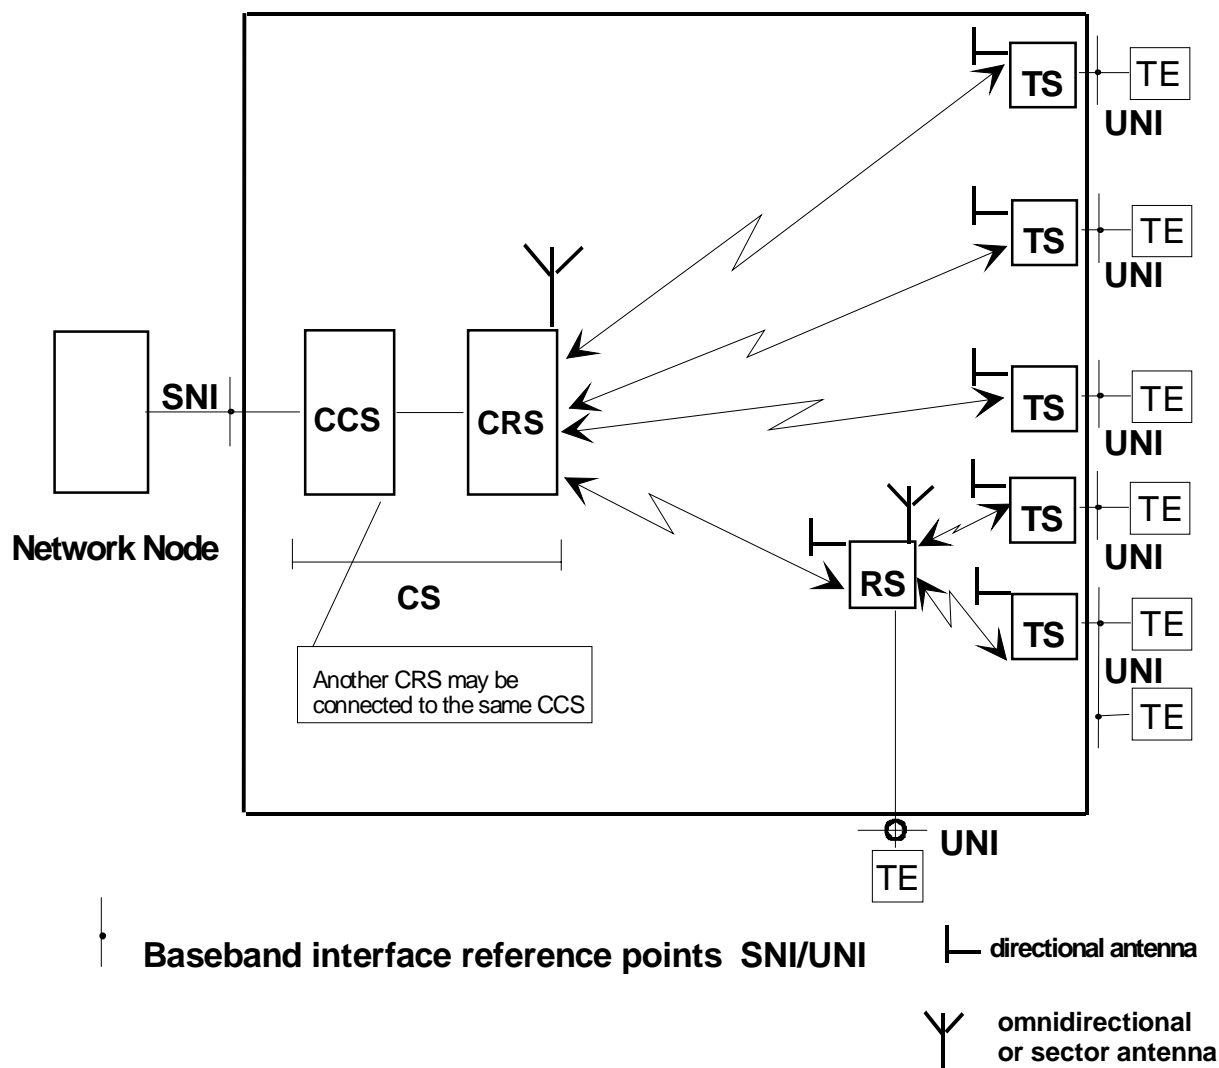 TS
TE
UNI
TS
TE
UNI
SNI
CCS
CRS
TS
TE
UNI
Network Node
TS
TE
UNI
CS
RS
TS
TE
UNI
Another CRS may be
connected to the same CCS
TE
UNI
TE
Baseband interface reference points SNI/UNI
directional antenna
omnidirectional
or sector antenna